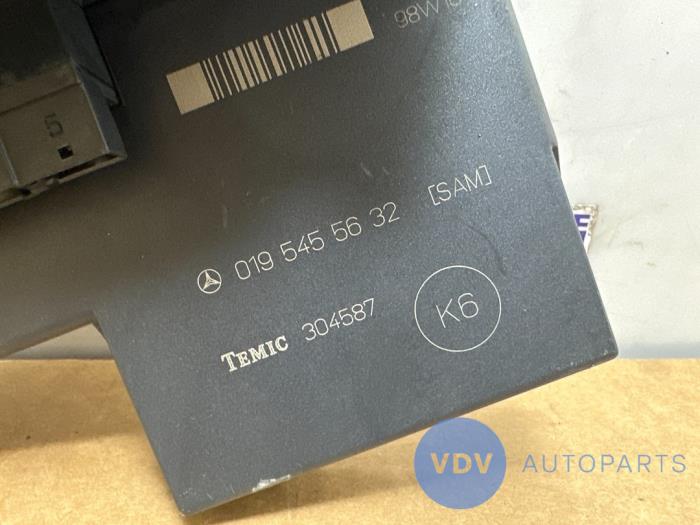 5
019 545 56 32 [SAM]
TEMIC 304587
K6
VDV AUTOPARTS